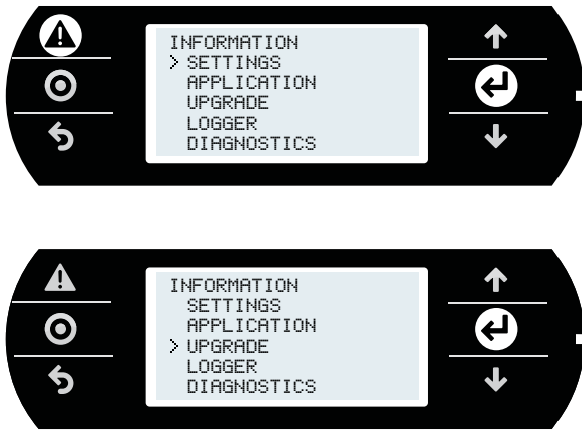 INFORMATION
> SETTINGS
APPLICATION
UPGRADE
LOGGER
DIAGNOSTICS
INFORMATION
SETTINGS
APPLICATION
> UPGRADE
LOGGER
DIAGNOSTICS